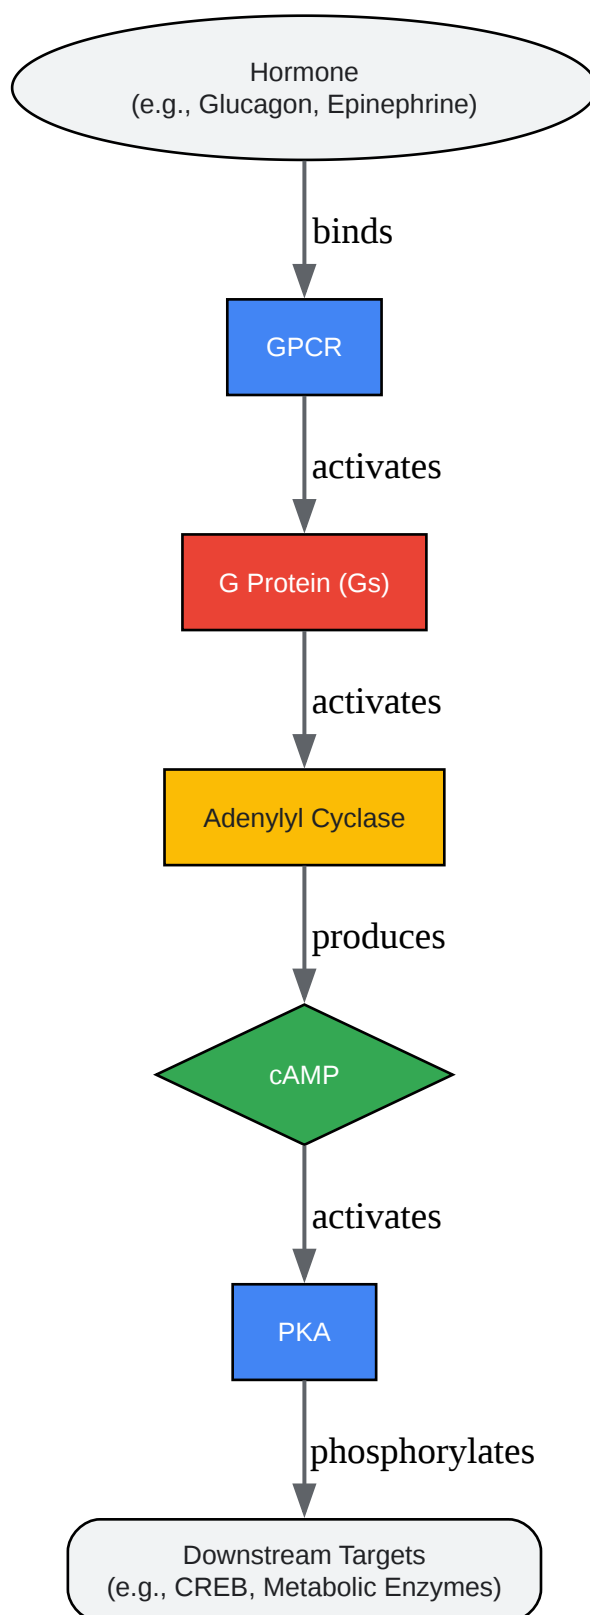 Hormone
(e.g., Glucagon, Epinephrine)
binds
GPCR
activates
G Protein (Gs)
activates
Adenylyl Cyclase
produces
cAMP
activates
PKA
phosphorylates
Downstream Targets
(e.g., CREB, Metabolic Enzymes)